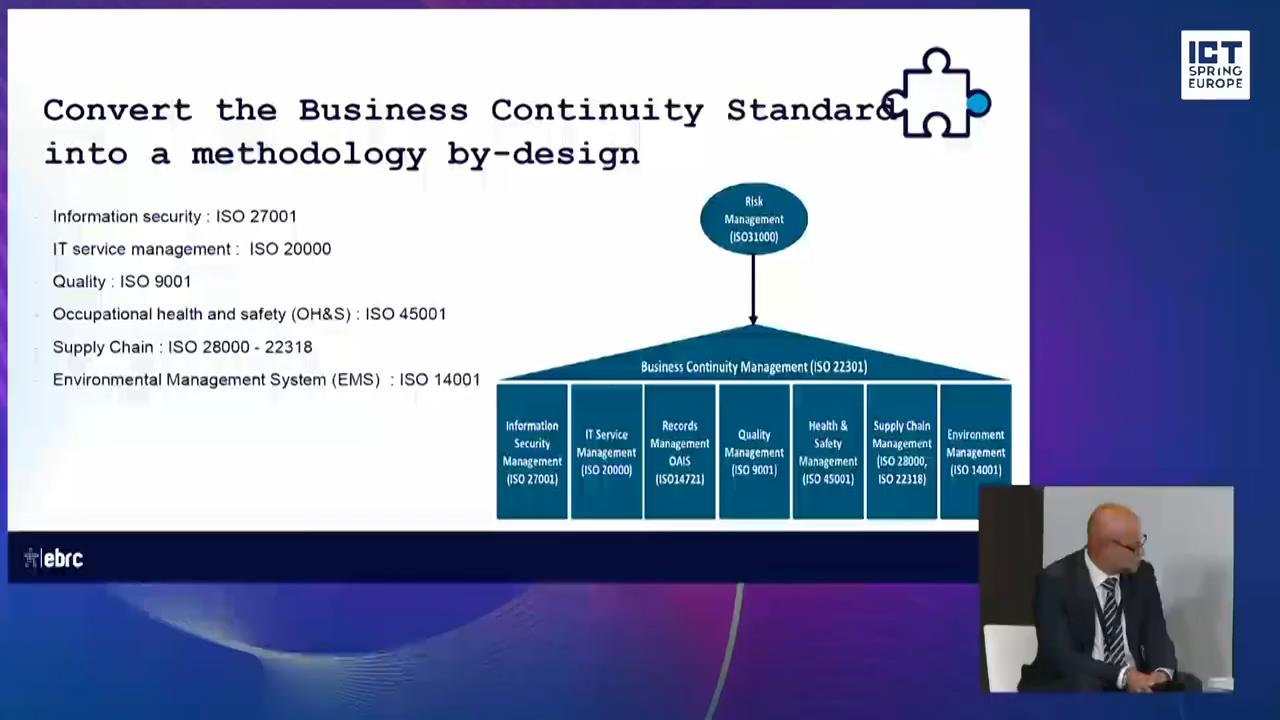 ICT
SPRING
EUROPE
Convert the Business Continuity Standard
into a methodology by-design
Information security : ISO 27001
IT service management : ISO 20000
Quality : ISO 9001
Occupational health and safety (OH&S) : ISO 45001
Supply Chain : ISO 28000 - 22318
Environmental Management System (EMS) : ISO 14001
Risk
Management
(ISO31000)
Business Continuity Management (ISO 22301)
Information
Security
Management
(ISO 27001)
IT Service
Management
(ISO 20000)
Records
Management
OAIS
(ISO14721)
Quality
Management
(ISO 9001)
Health &
Safety
Management
(ISO 45001)
Supply Chain
Management
(ISO 28000,
ISO 22318)
Environment
Management
(ISO 14001)
ebrc